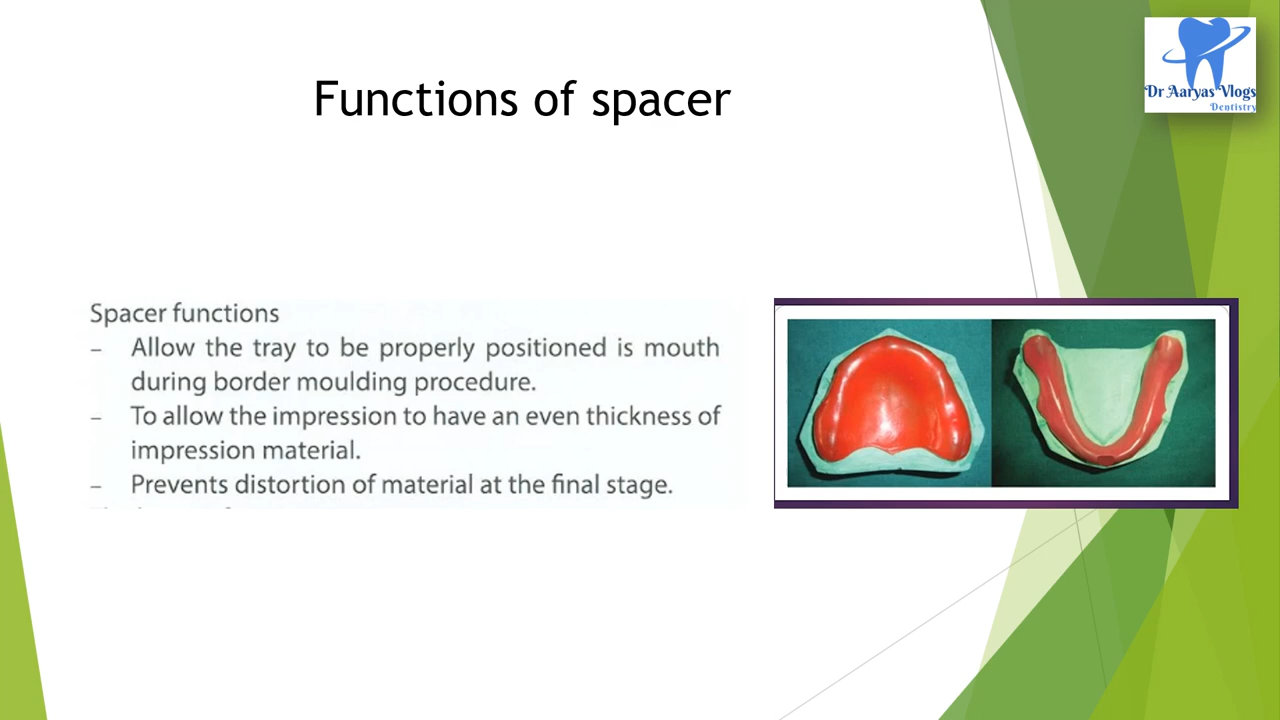 Functions of spacer
Dr Aaryas Vlogs
Dentistry
Spacer functions
– Allow the tray to be properly positioned is mouth
during border moulding procedure.
– To allow the impression to have an even thickness of
impression material.
– Prevents distortion of material at the final stage.